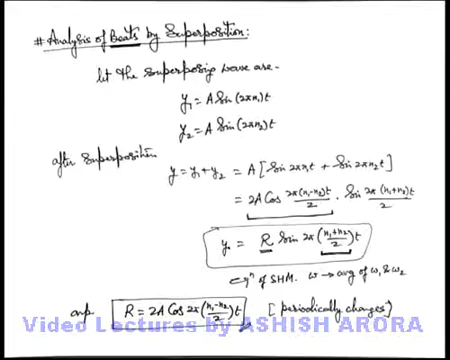 # Analysis of Beats by Superposition:
let the superposing wave are -
y₁ = A Sin (2πn₁)t
y₂ = A Sin (2πn₂)t
after superposition
y = y₁+y₂ = A [Sin 2πn₁t + Sin 2πn₂t]
= 2A Cos 2π(n₁-n₂)t/2 . Sin 2π (n₁+n₂)t/2
y = R Sin 2π (n₁+n₂/2)t
eqⁿ of SHM. ω → avg of ω₁ & ω₂
R = 2A Cos 2π(n₁-n₂/2)t [periodically changes]
Video Lectures by ASHISH ARORA